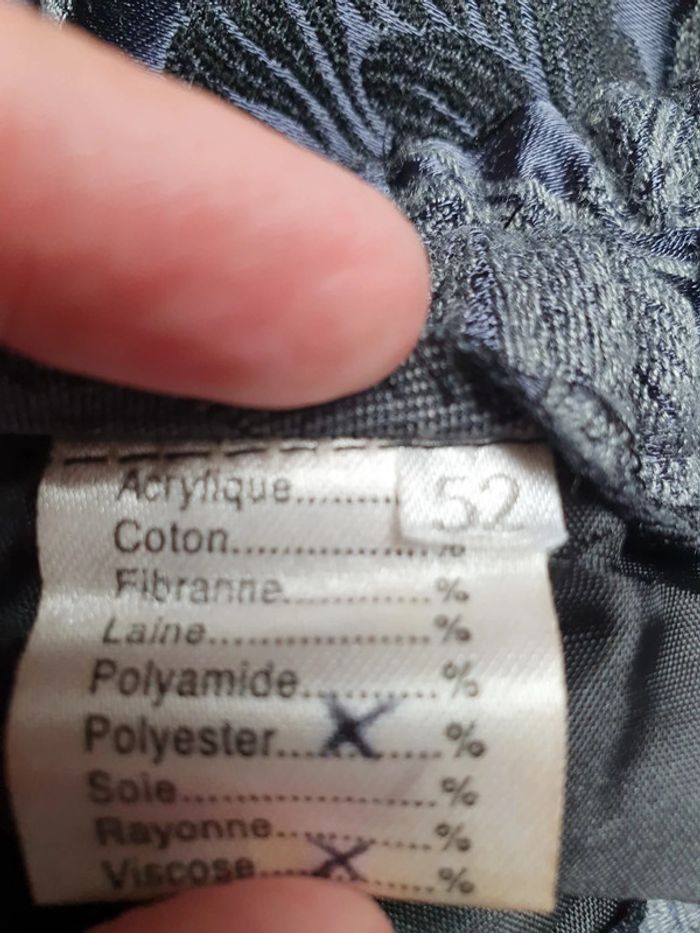 52
Acrylique..........
Coton...................%
Fibranne..............%
Laine....................%
Polyamide...........%
Polyester....X......%
Soie.....................%
Rayonne..............%
Viscose....X........%